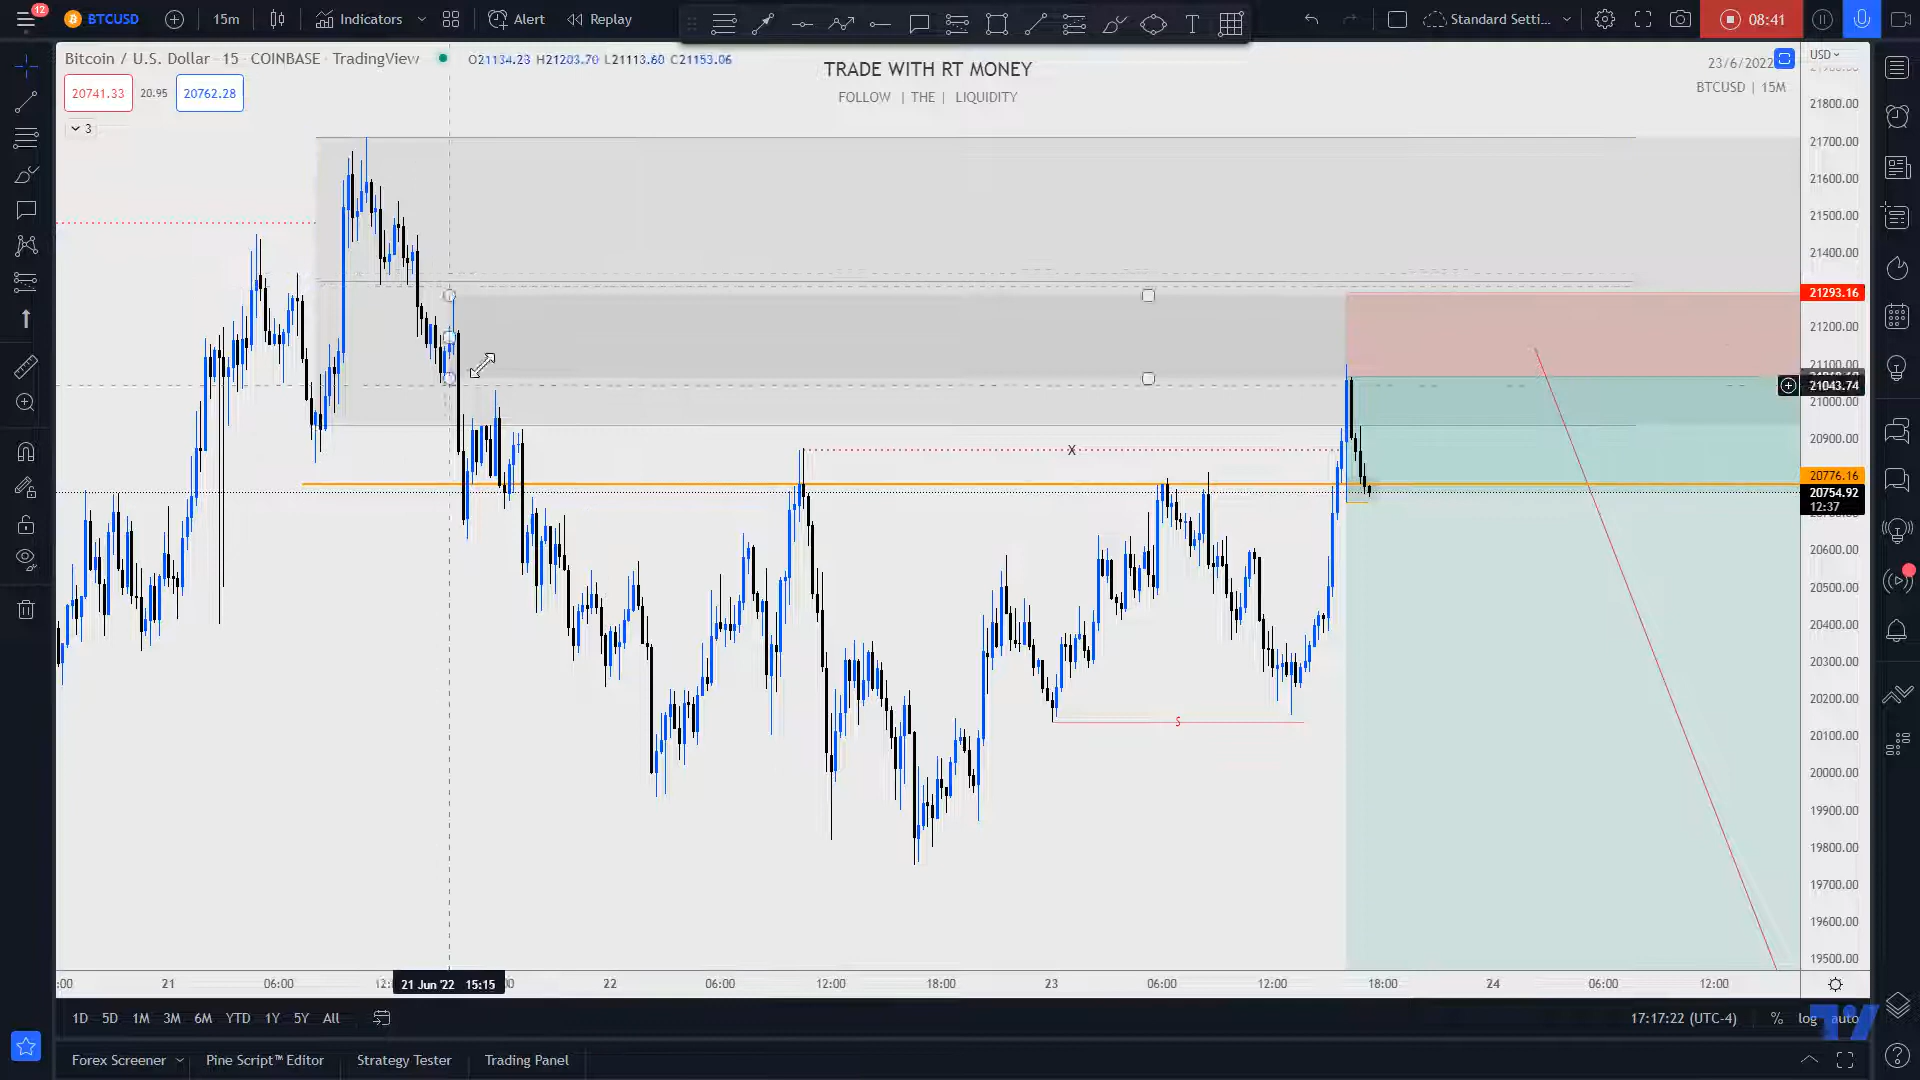 12
BTCUSD
15m
Indicators
Alert
Replay
Standard Setti...
08:41
Bitcoin / U.S. Dollar · 15 · COINBASE · TradingView
O21134.23 H21203.70 L21113.60 C21153.06
20741.33
20.95
20762.28
3
TRADE WITH RT MONEY
FOLLOW | THE | LIQUIDITY
23/6/2022
BTCUSD | 15M
USD
21800.00
21700.00
21600.00
21500.00
21400.00
21293.16
21200.00
21100.00
21043.74
21000.00
20900.00
20776.16
20754.92
12:37
20600.00
20500.00
20400.00
20300.00
20200.00
20100.00
20000.00
19900.00
19800.00
19700.00
19600.00
19500.00
X
$
:00
21
06:00
21 Jun '22 15:15
22
06:00
12:00
18:00
23
06:00
12:00
18:00
24
06:00
12:00
1D
5D
1M
3M
6M
YTD
1Y
5Y
All
17:17:22 (UTC-4)
%
log
auto
Forex Screener
Pine Script™ Editor
Strategy Tester
Trading Panel